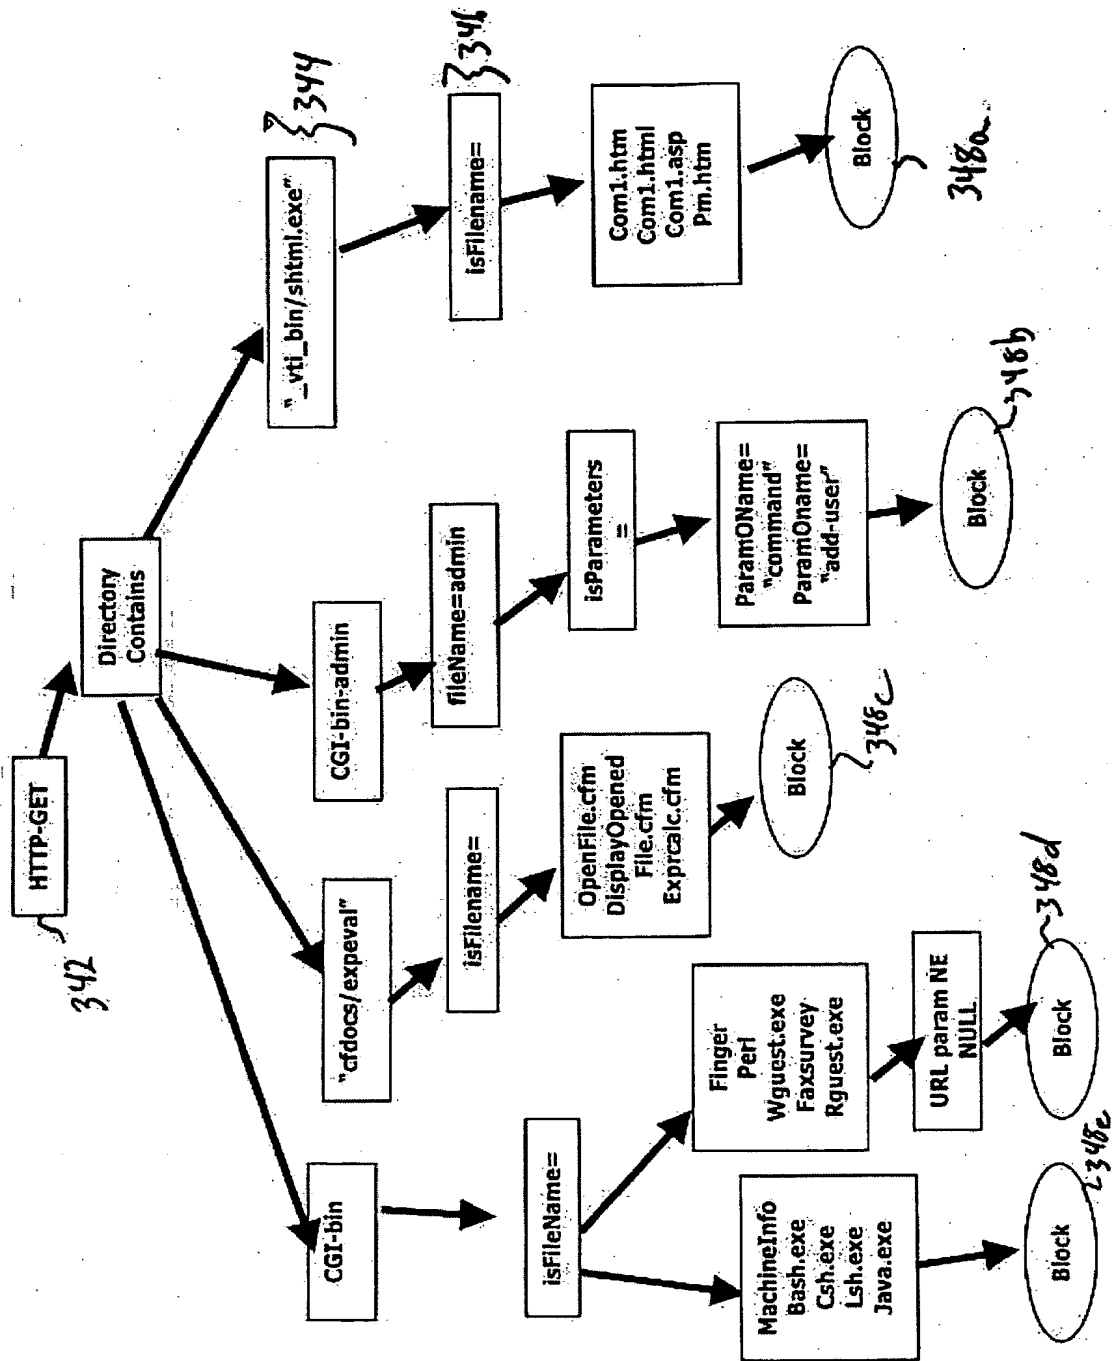 342
HTTP-GET
Directory
Contains
CGI-bin
"cfdocs/expeval"
CGI-bin-admin
"_vti_bin/shtml.exe"
344
isFileName=
isFilename=
fileName=admin
isFilename=
346
MachineInfo
Bash.exe
Csh.exe
Lsh.exe
Java.exe
Finger
Perl
Wguest.exe
Faxsurvey
Rguest.exe
OpenFile.cfm
DisplayOpened
File.cfm
Exprcalc.cfm
isParameters
=
Com1.htm
Com1.html
Com1.asp
Pm.htm
URL param NE
NULL
ParamOName=
"command"
ParamOname=
"add-user"
Block
348e
Block
348d
Block
348c
Block
348b
Block
348a